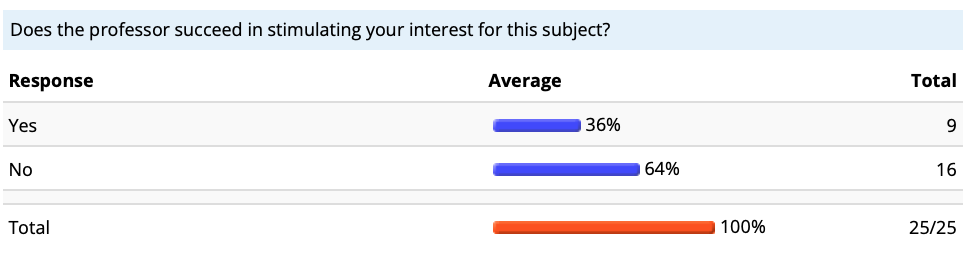 Does the professor succeed in stimulating your interest for this subject?
Response Average Total
Yes 36% 9
No 64% 16
Total 100% 25/25